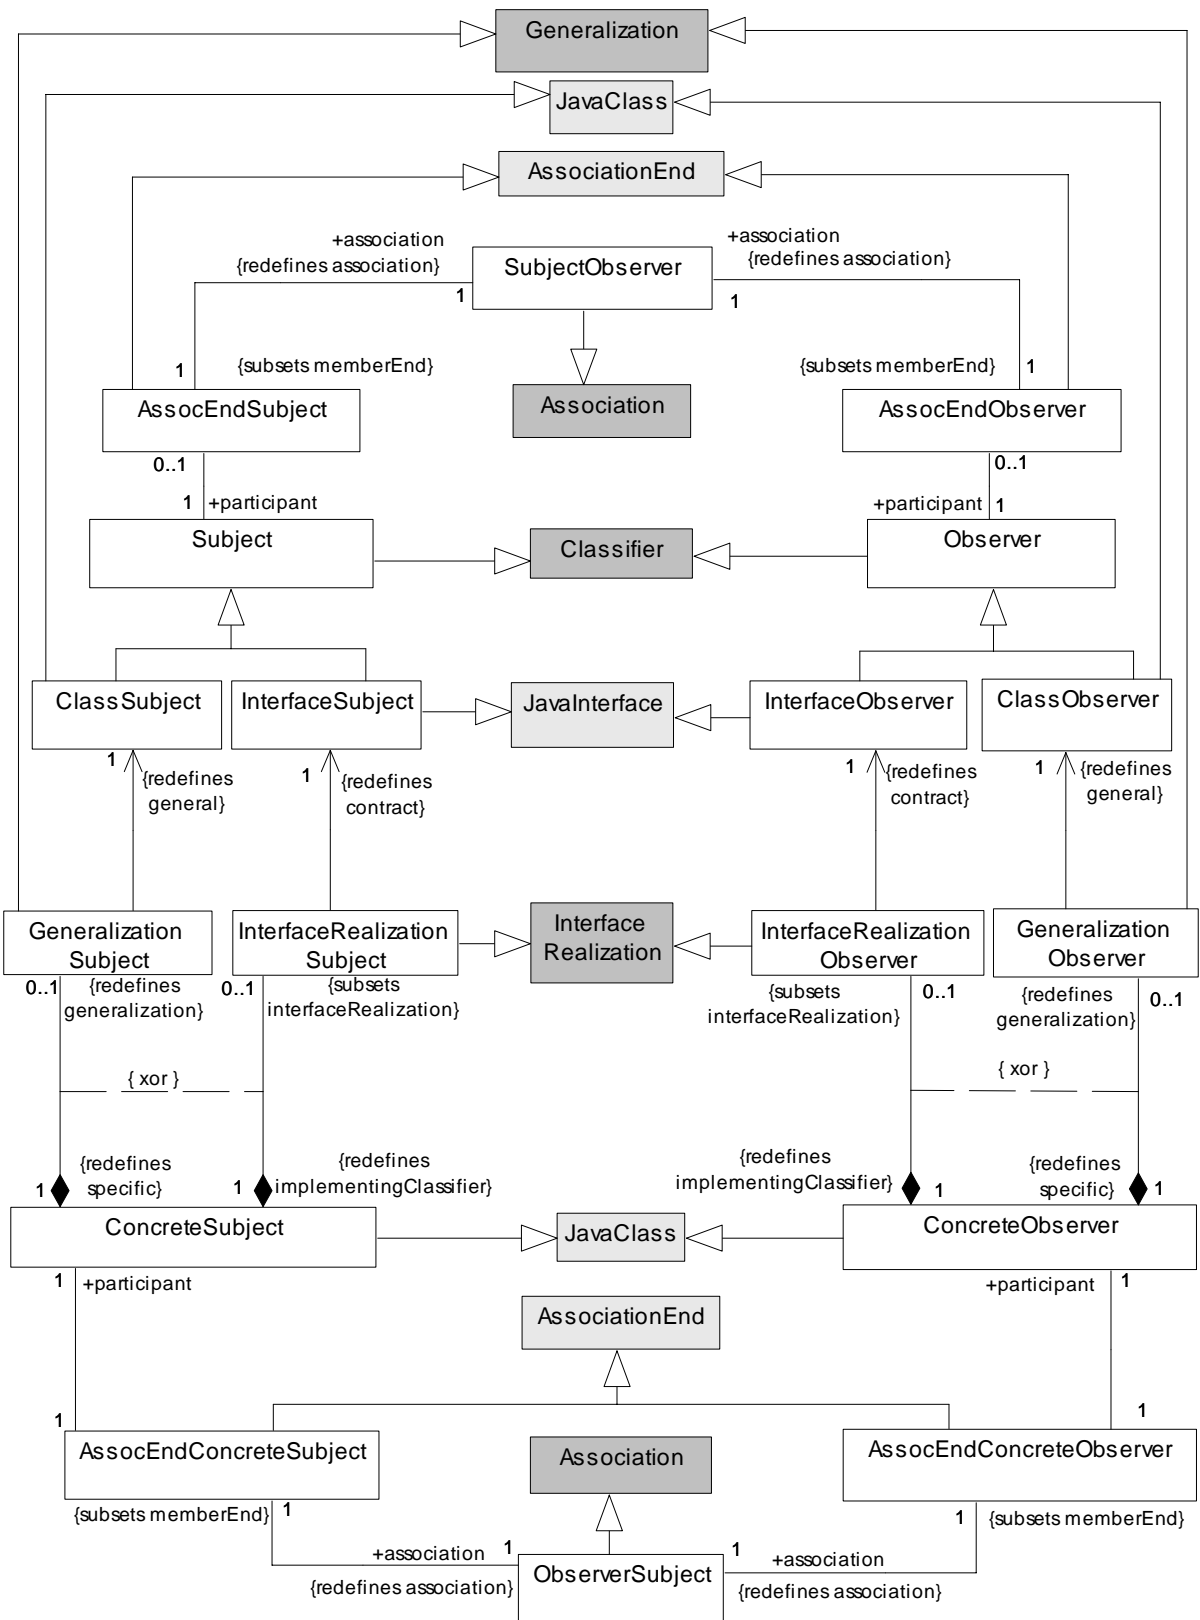 Generalization
JavaClass
AssociationEnd
+association
{redefines association}
1
SubjectObserver
+association
{redefines association}
1
1
{subsets memberEnd}
{subsets memberEnd}
1
AssocEndSubject
Association
AssocEndObserver
0..1
0..1
1
+participant
+participant
1
Subject
Classifier
Observer
ClassSubject
InterfaceSubject
JavaInterface
InterfaceObserver
ClassObserver
1
{redefines
general}
1
{redefines
contract}
1
{redefines
contract}
1
{redefines
general}
Generalization
Subject
InterfaceRealization
Subject
Interface
Realization
InterfaceRealization
Observer
Generalization
Observer
0..1
{redefines
generalization}
0..1
{subsets
interfaceRealization}
{subsets
interfaceRealization}
0..1
{redefines
generalization}
0..1
{ xor }
{ xor }
1
{redefines
specific}
1
{redefines
implementingClassifier}
{redefines
implementingClassifier}
1
{redefines
specific}
1
ConcreteSubject
JavaClass
ConcreteObserver
1
+participant
+participant
1
AssociationEnd
1
1
AssocEndConcreteSubject
Association
AssocEndConcreteObserver
{subsets memberEnd}
1
1
{subsets memberEnd}
+association
1
{redefines association}
ObserverSubject
1
+association
{redefines association}